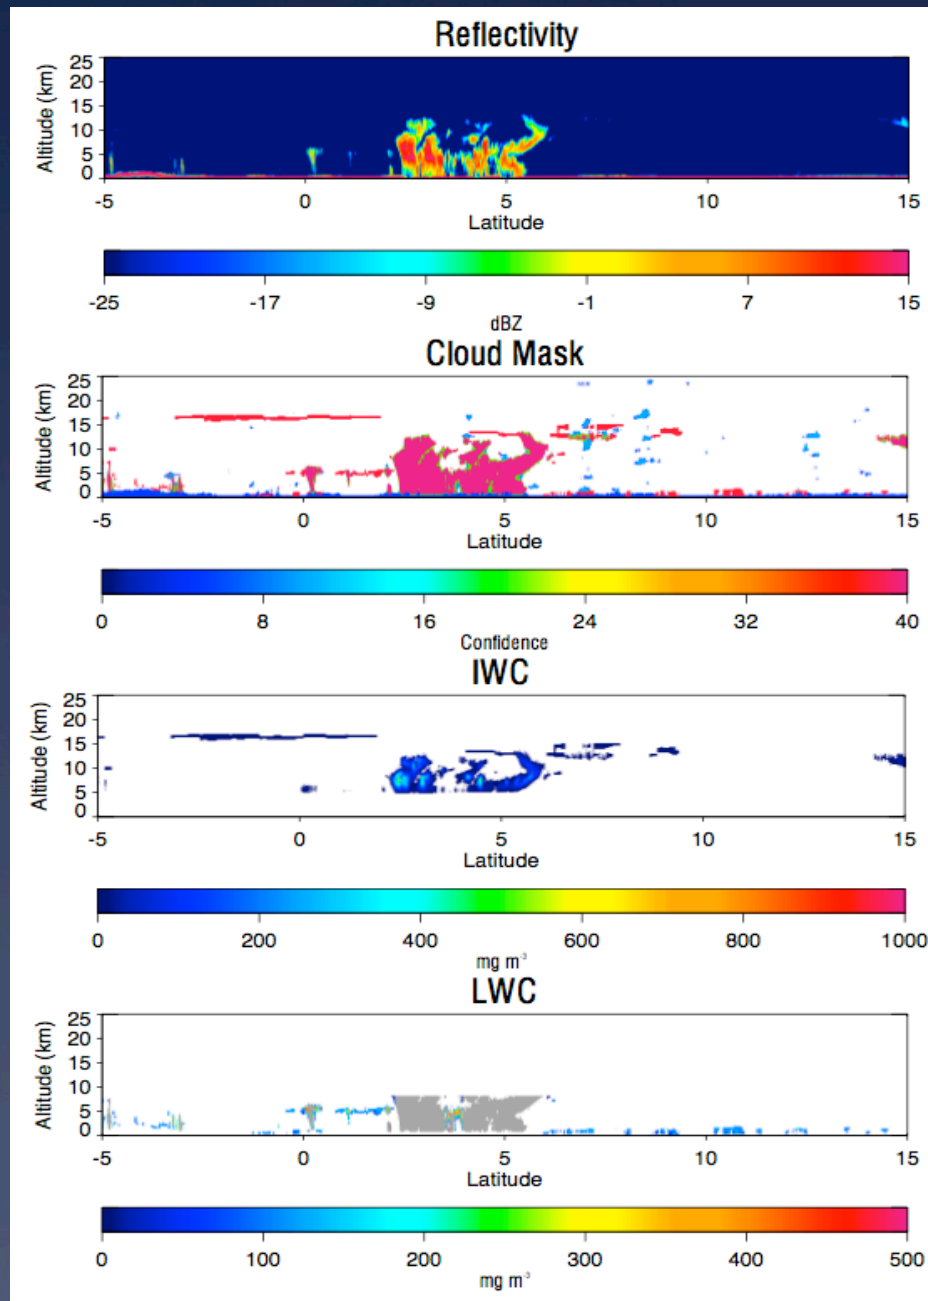 Reflectivity
25
20
15
10
5
0
Altitude (km)
-5 0 5 10 15
Latitude
-25 -17 -9 -1 7 15
dBZ
Cloud Mask
25
20
15
10
5
0
Altitude (km)
-5 0 5 10 15
Latitude
0 8 16 24 32 40
Confidence
IWC
25
20
15
10
5
0
Altitude (km)
-5 0 5 10 15
Latitude
0 200 400 600 800 1000
mg m⁻³
LWC
25
20
15
10
5
0
Altitude (km)
-5 0 5 10 15
Latitude
0 100 200 300 400 500
mg m⁻³